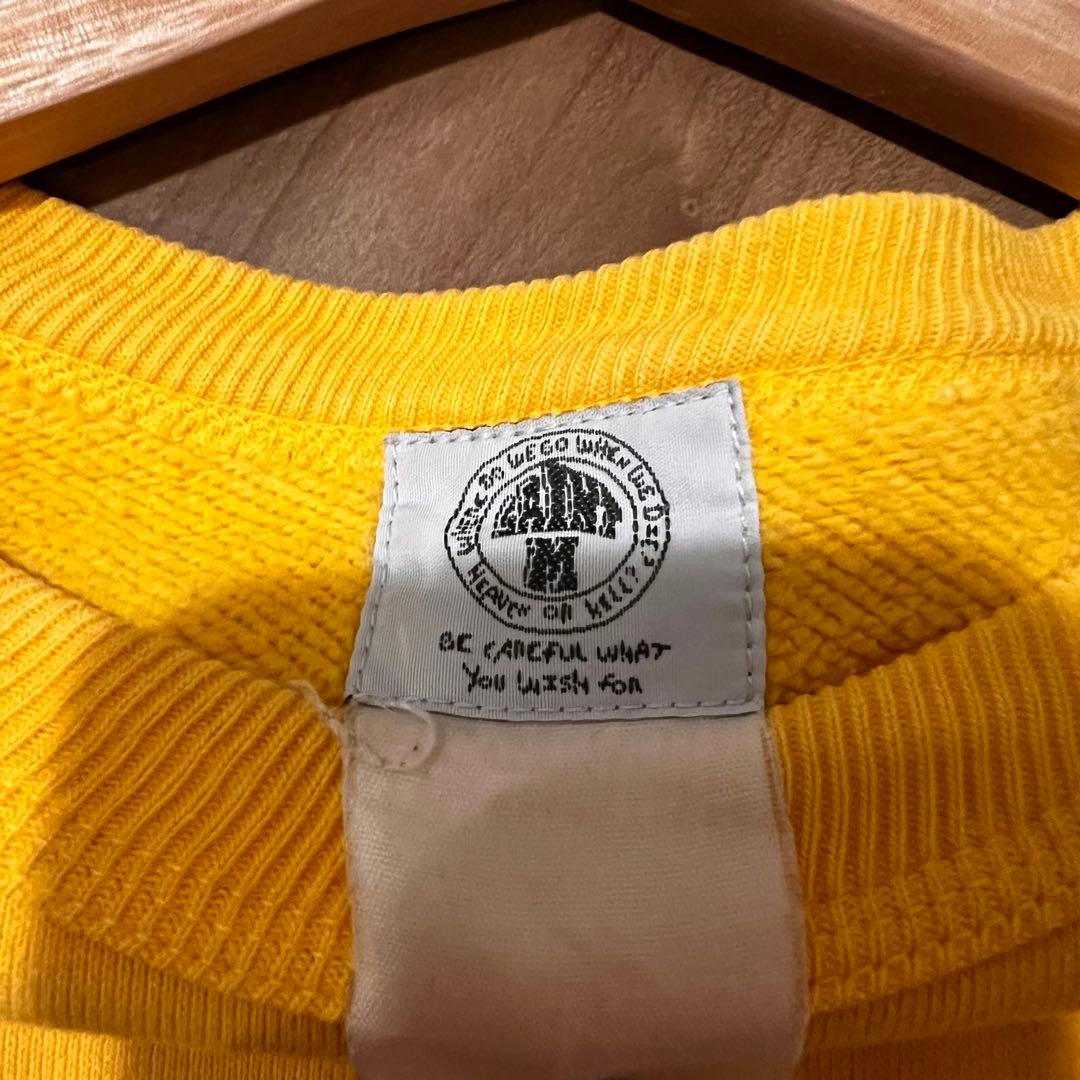 WHERE DO WE GO WHEN WE DIE?
HEAVEN OR HELL?
BE CAREFUL WHAT
YOU WISH FOR